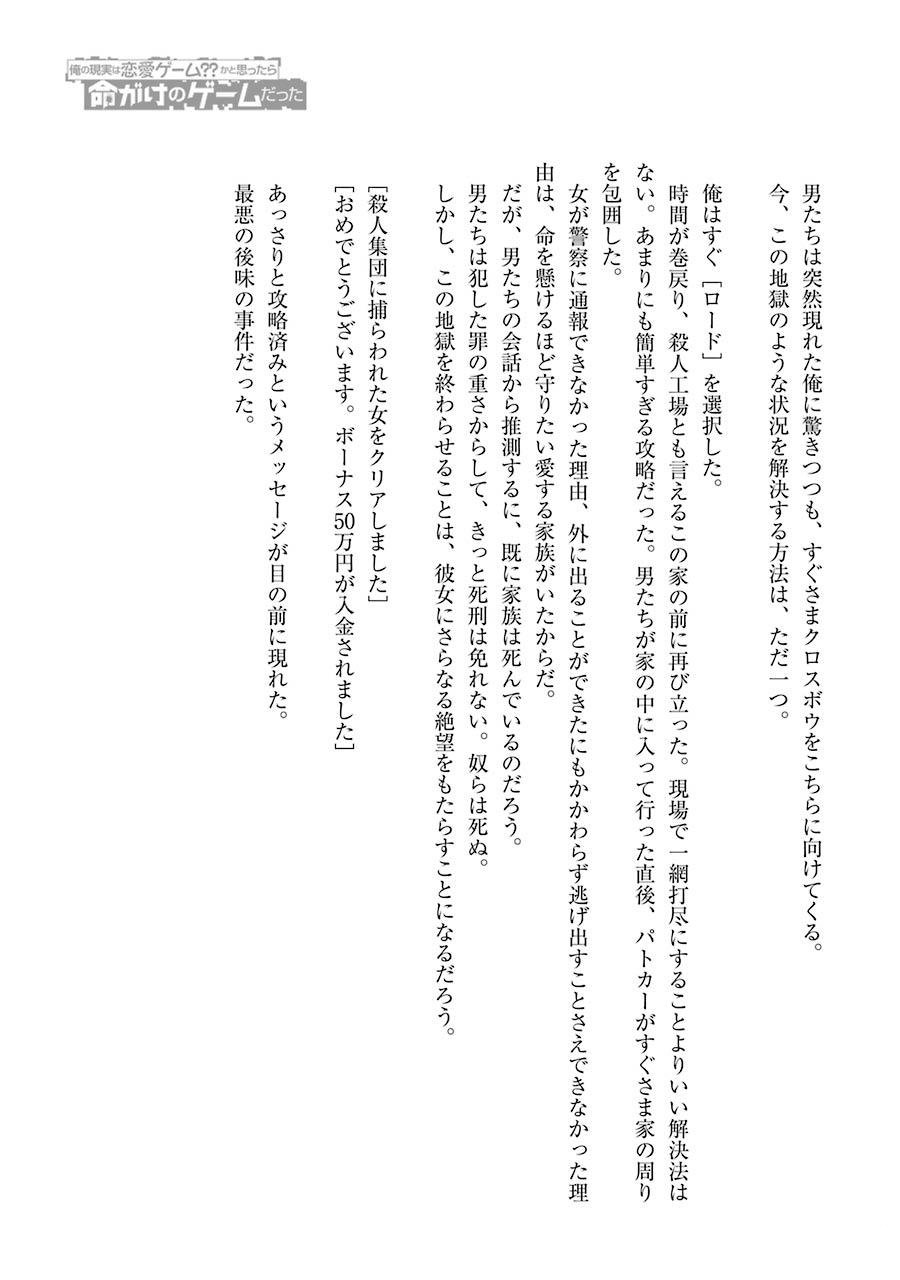 俺の現実は恋愛ゲーム??かと思ったら
命がけのゲームだった
男たちは突然現れた俺に驚きつつも、すぐさまクロスボウをこちらに向けてくる。
今、この地獄のような状況を解決する方法は、ただ一つ。
俺はすぐ［ロード］を選択した。
時間が巻戻り、殺人工場とも言えるこの家の前に再び立った。現場で一網打尽にすることよりいい解決法は
ない。あまりにも簡単すぎる攻略だった。男たちが家の中に入って行った直後、パトカーがすぐさま家の周り
を包囲した。
女が警察に通報できなかった理由、外に出ることができたにもかかわらず逃げ出すことさえできなかった理
由は、命を懸けるほど守りたい愛する家族がいたからだ。
だが、男たちの会話から推測するに、既に家族は死んでいるのだろう。
男たちは犯した罪の重さからして、きっと死刑は免れない。奴らは死ぬ。
しかし、この地獄を終わらせることは、彼女にさらなる絶望をもたらすことになるだろう。
［殺人集団に捕らわれた女をクリアしました］
［おめでとうございます。ボーナス50万円が入金されました］
あっさりと攻略済みというメッセージが目の前に現れた。
最悪の後味の事件だった。